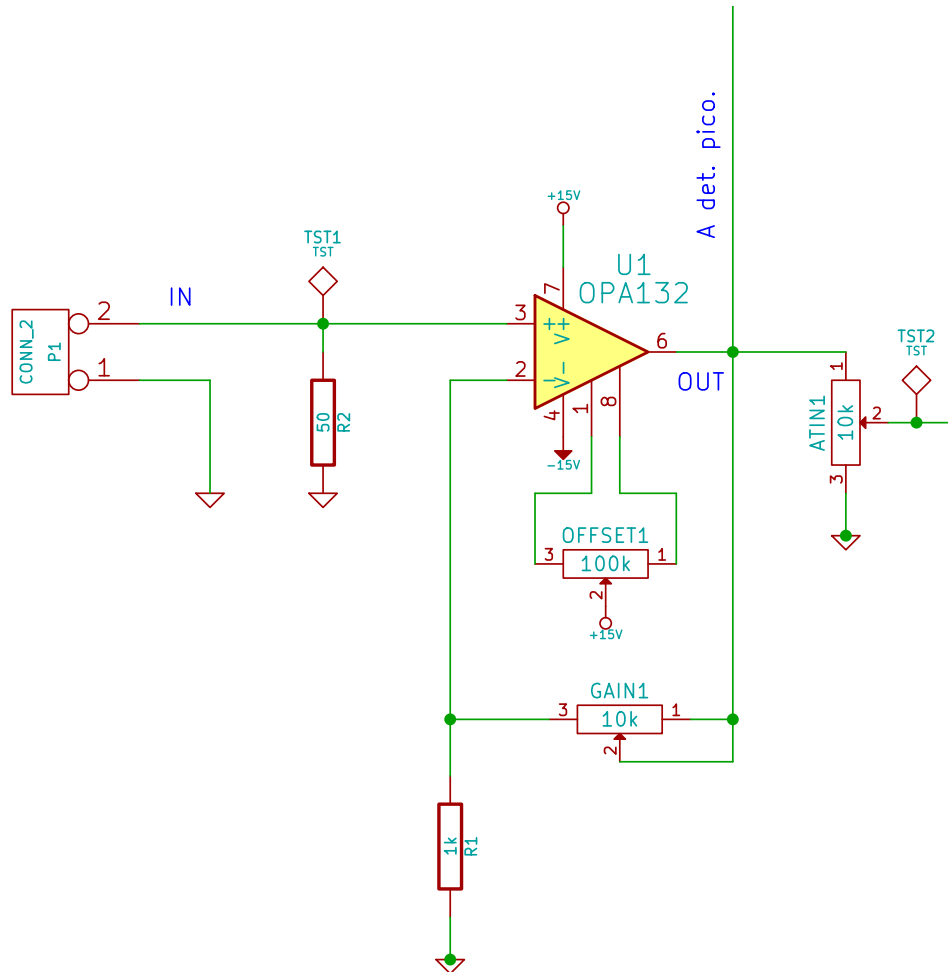 A det. pico.
+15V
U1
OPA132
TST1
TST
IN
7
2
CONN_2
P1
1
3
++
V
6
2
-
V
-
OUT
TST2
TST
1
8
4
-15V
50
R2
1
ATIN1
10k
2
3
OFFSET1
3
100k
1
2
+15V
GAIN1
3
10k
1
2
1k
R1